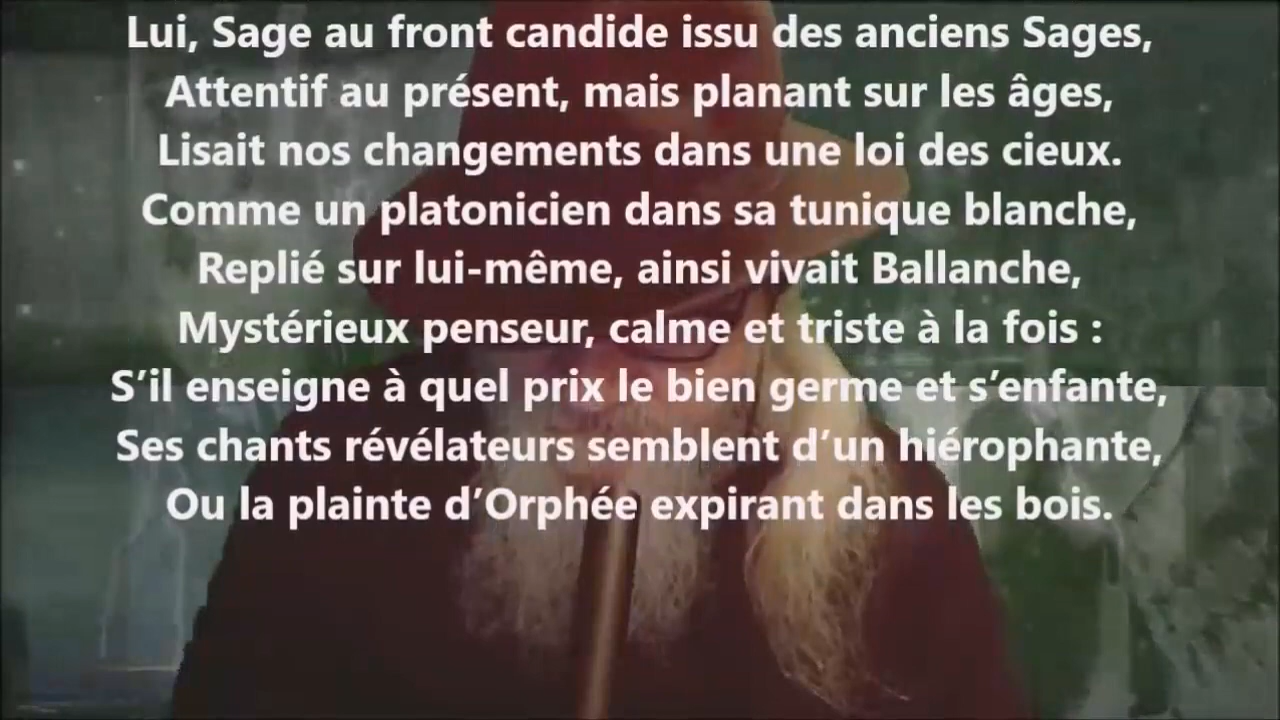 Lui, Sage au front candide issu des anciens Sages,
Attentif au présent, mais planant sur les âges,
Lisait nos changements dans une loi des cieux.
Comme un platonicien dans sa tunique blanche,
Replié sur lui-même, ainsi vivait Ballanche,
Mystérieux penseur, calme et triste à la fois :
S’il enseigne à quel prix le bien germe et s’enfante,
Ses chants révélateurs semblent d’un hiérophante,
Ou la plainte d’Orphée expirant dans les bois.